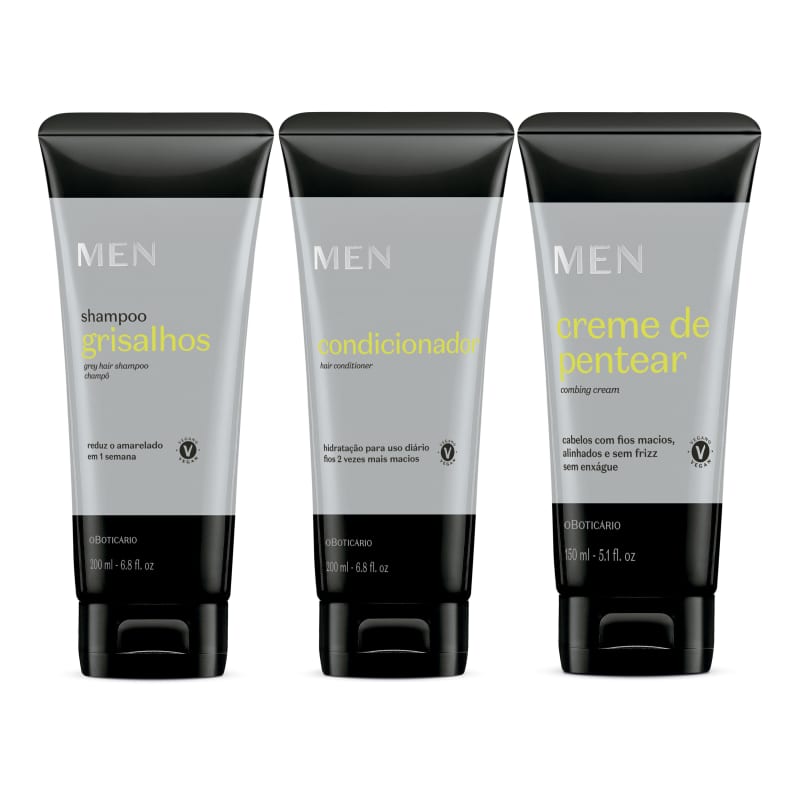 MEN
shampoo
grisalhos
grey hair shampoo
champô
reduz o amarelado
em 1 semana
VEGANO
V
VEGAN
oBOTICÁRIO
200 ml - 6.8 fl. oz
MEN
condicionador
hair conditioner
hidratação para uso diário
fios 2 vezes mais macios
VEGANO
V
VEGAN
oBOTICÁRIO
200 ml - 6.8 fl. oz
MEN
creme de
pentear
combing cream
cabelos com fios macios,
alinhados e sem frizz
sem enxágue
VEGANO
V
VEGAN
oBOTICÁRIO
150 ml - 5.1 fl. oz